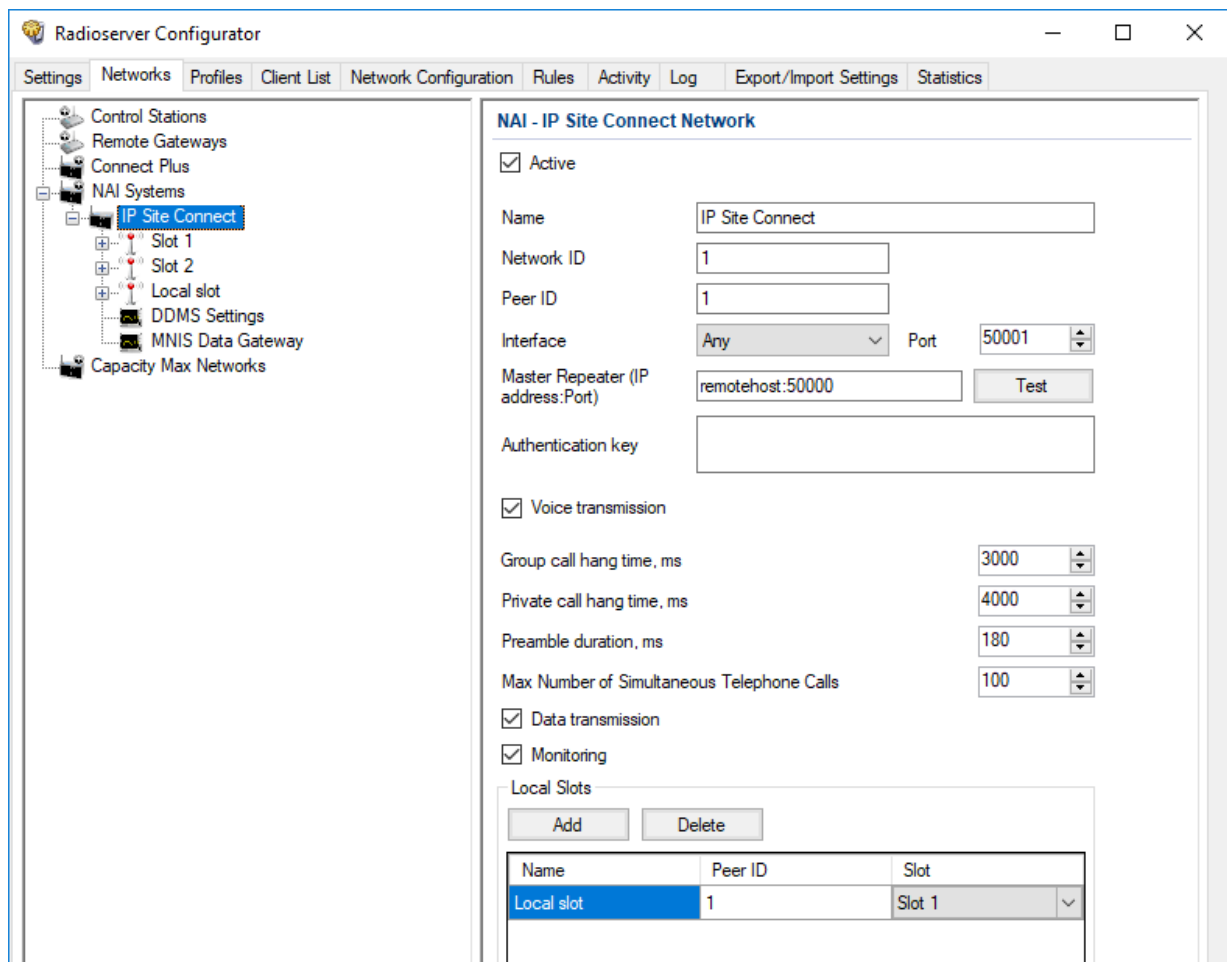 Radioserver Configurator
Settings Networks Profiles Client List Network Configuration Rules Activity Log Export/Import Settings Statistics
Control Stations
Remote Gateways
Connect Plus
NAI Systems
IP Site Connect
Slot 1
Slot 2
Local slot
DDMS Settings
MNIS Data Gateway
Capacity Max Networks
NAI - IP Site Connect Network
Active
Name IP Site Connect
Network ID 1
Peer ID 1
Interface Any Port 50001
Master Repeater (IP
address:Port) remotehost:50000 Test
Authentication key
Voice transmission
Group call hang time, ms 3000
Private call hang time, ms 4000
Preamble duration, ms 180
Max Number of Simultaneous Telephone Calls 100
Data transmission
Monitoring
Local Slots
Add Delete
Name Peer ID Slot
Local slot 1 Slot 1